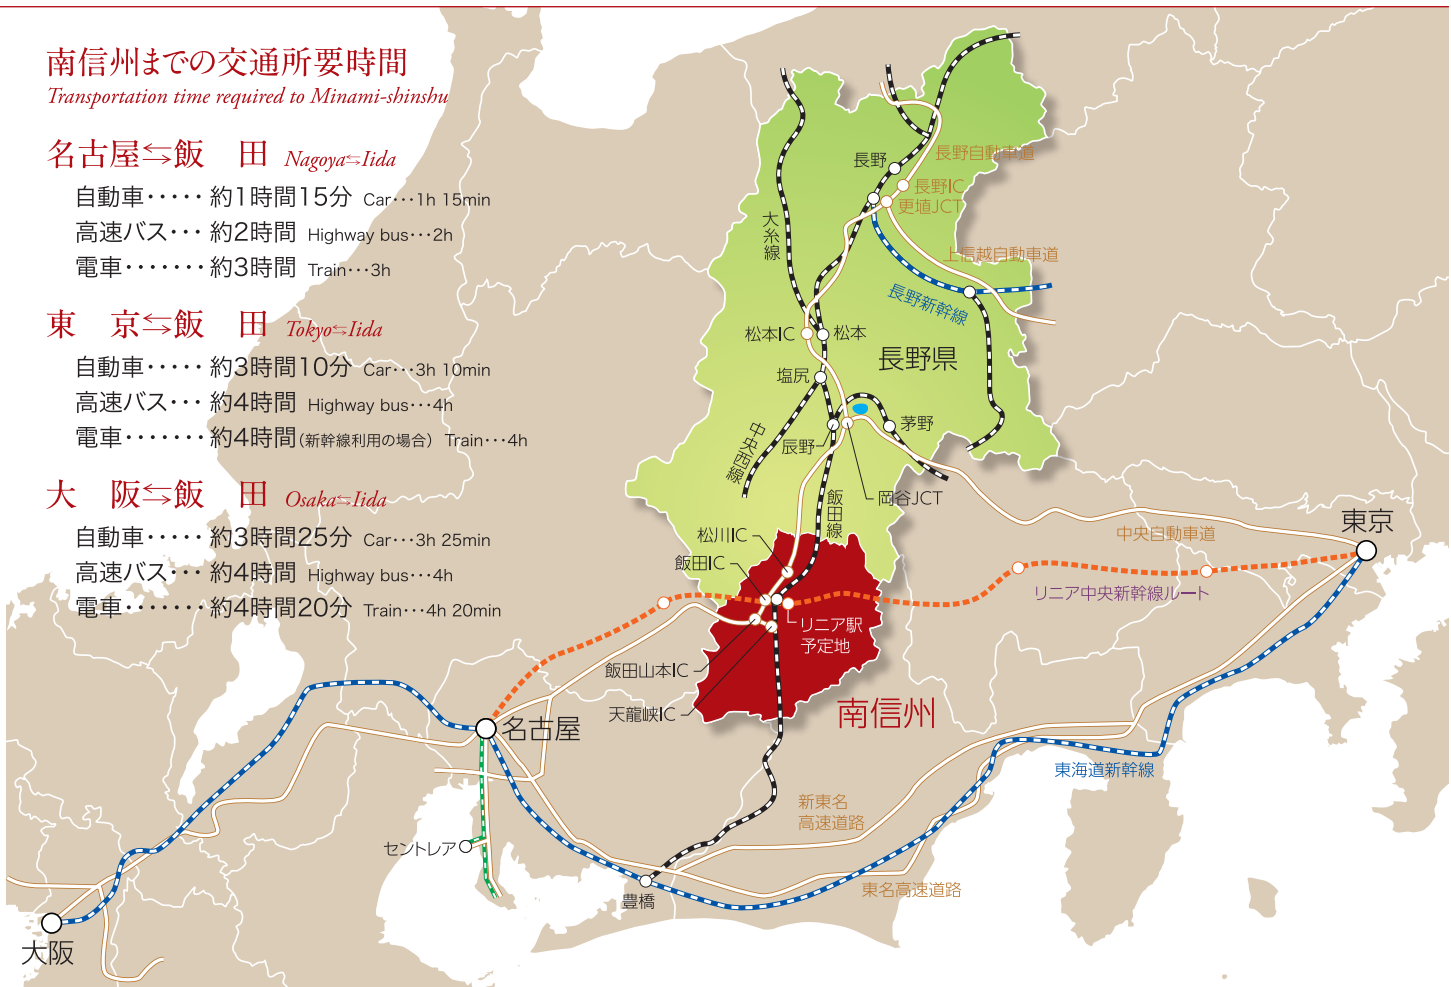 南信州までの交通所要時間
Transportation time required to Minami-shinshu
名古屋⇆飯　田 Nagoya⇆Iida
自動車･････ 約1時間15分 Car･･･1h 15min
高速バス･･･ 約2時間 Highway bus･･･2h
電車･･･････ 約3時間 Train･･･3h
東　京⇆飯　田 Tokyo⇆Iida
自動車･････ 約3時間10分 Car･･･3h 10min
高速バス･･･ 約4時間 Highway bus･･･4h
電車･･･････ 約4時間(新幹線利用の場合) Train･･･4h
大　阪⇆飯　田 Osaka⇆Iida
自動車･････ 約3時間25分 Car･･･3h 25min
高速バス･･･ 約4時間 Highway bus･･･4h
電車･･･････ 約4時間20分 Train･･･4h 20min
長野
長野自動車道
長野IC
更埴JCT
大糸線
上信越自動車道
長野新幹線
松本IC
松本
長野県
塩尻
中央西線
辰野
茅野
岡谷JCT
飯田線
松川IC
飯田IC
中央自動車道
東京
リニア中央新幹線ルート
リニア駅
予定地
飯田山本IC
天龍峡IC
南信州
名古屋
東海道新幹線
新東名
高速道路
セントレア
東名高速道路
豊橋
大阪